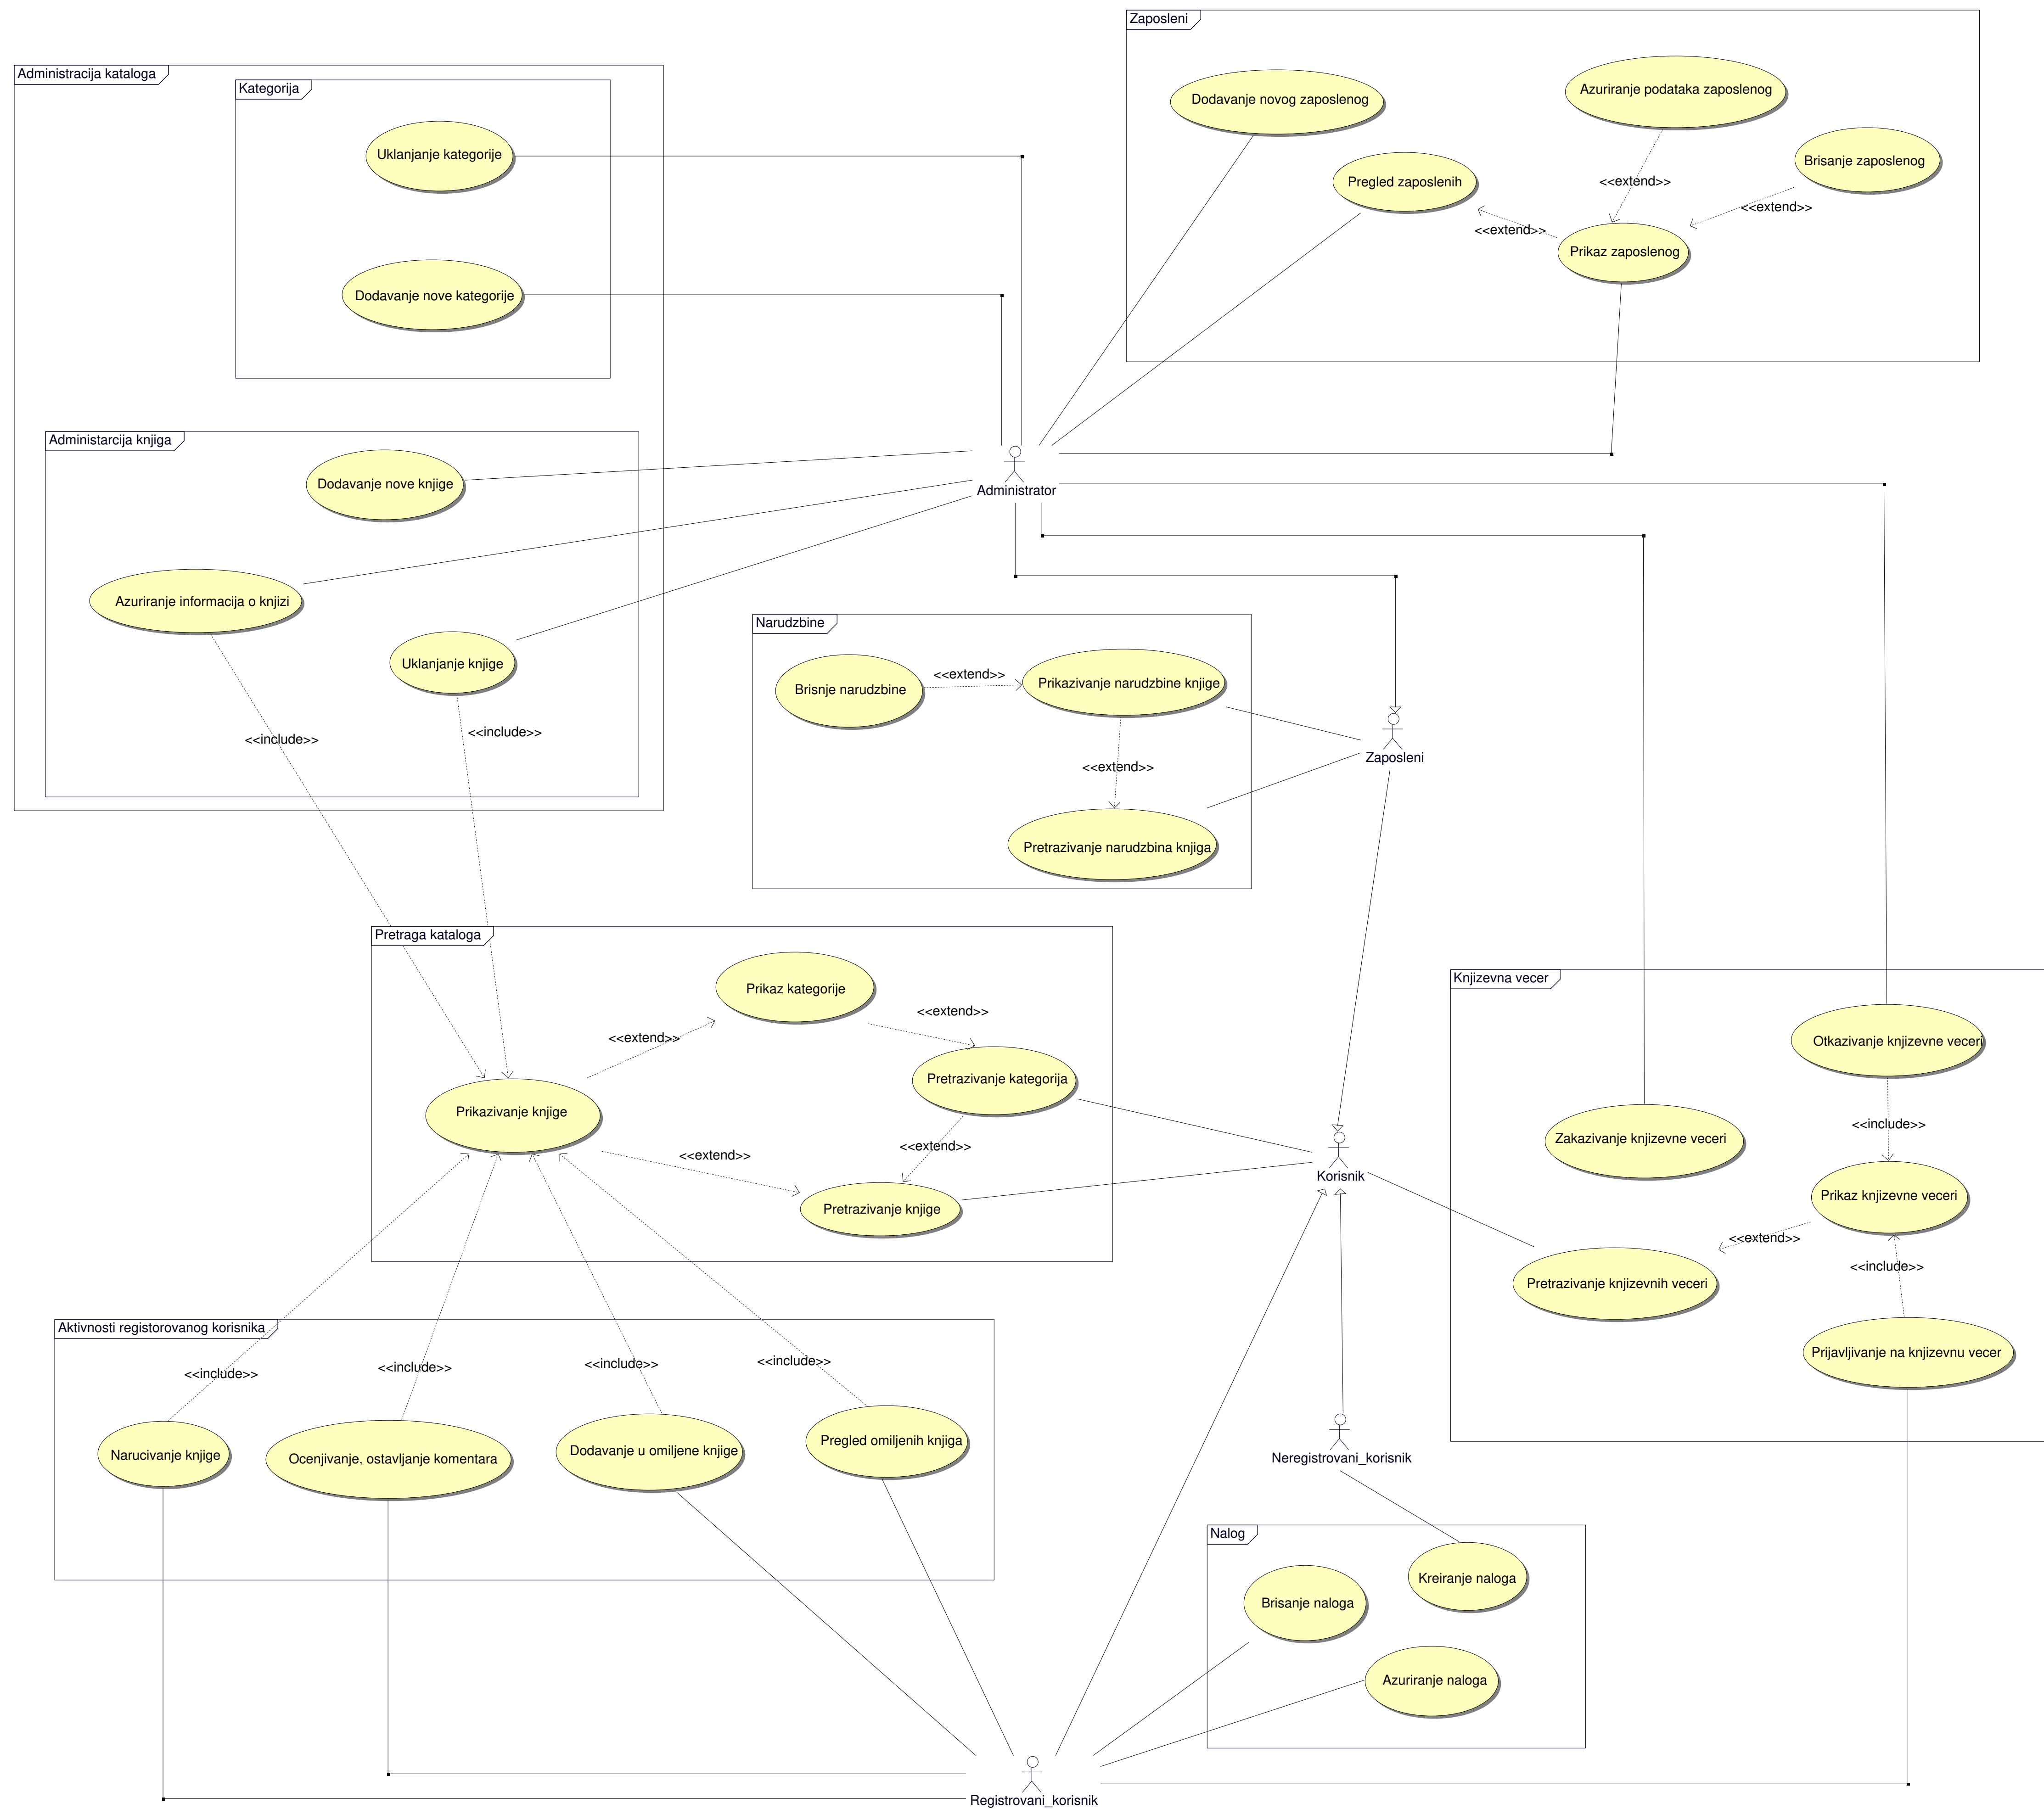 Zaposleni
Dodavanje novog zaposlenog
Azuriranje podataka zaposlenog
Brisanje zaposlenog
Pregled zaposlenih
<<extend>>
<<extend>>
<<extend>>
Prikaz zaposlenog
Administracija kataloga
Kategorija
Uklanjanje kategorije
Dodavanje nove kategorije
Administarcija knjiga
Dodavanje nove knjige
Azuriranje informacija o knjizi
Uklanjanje knjige
<<include>>
<<include>>
Administrator
Narudzbine
Brisnje narudzbine
<<extend>>
Prikazivanje narudzbine knjige
<<extend>>
Pretrazivanje narudzbina knjiga
Zaposleni
Pretraga kataloga
Prikaz kategorije
<<extend>>
<<extend>>
Pretrazivanje kategorija
Prikazivanje knjige
<<extend>>
<<extend>>
Pretrazivanje knjige
Korisnik
Knjizevna vecer
Otkazivanje knjizevne veceri
Zakazivanje knjizevne veceri
<<include>>
Prikaz knjizevne veceri
<<extend>>
<<include>>
Pretrazivanje knjizevnih veceri
Prijavljivanje na knjizevnu vecer
Aktivnosti registorovanog korisnika
<<include>>
<<include>>
<<include>>
<<include>>
Narucivanje knjige
Ocenjivanje, ostavljanje komentara
Dodavanje u omiljene knjige
Pregled omiljenih knjiga
Neregistrovani_korisnik
Nalog
Kreiranje naloga
Brisanje naloga
Azuriranje naloga
Registrovani_korisnik